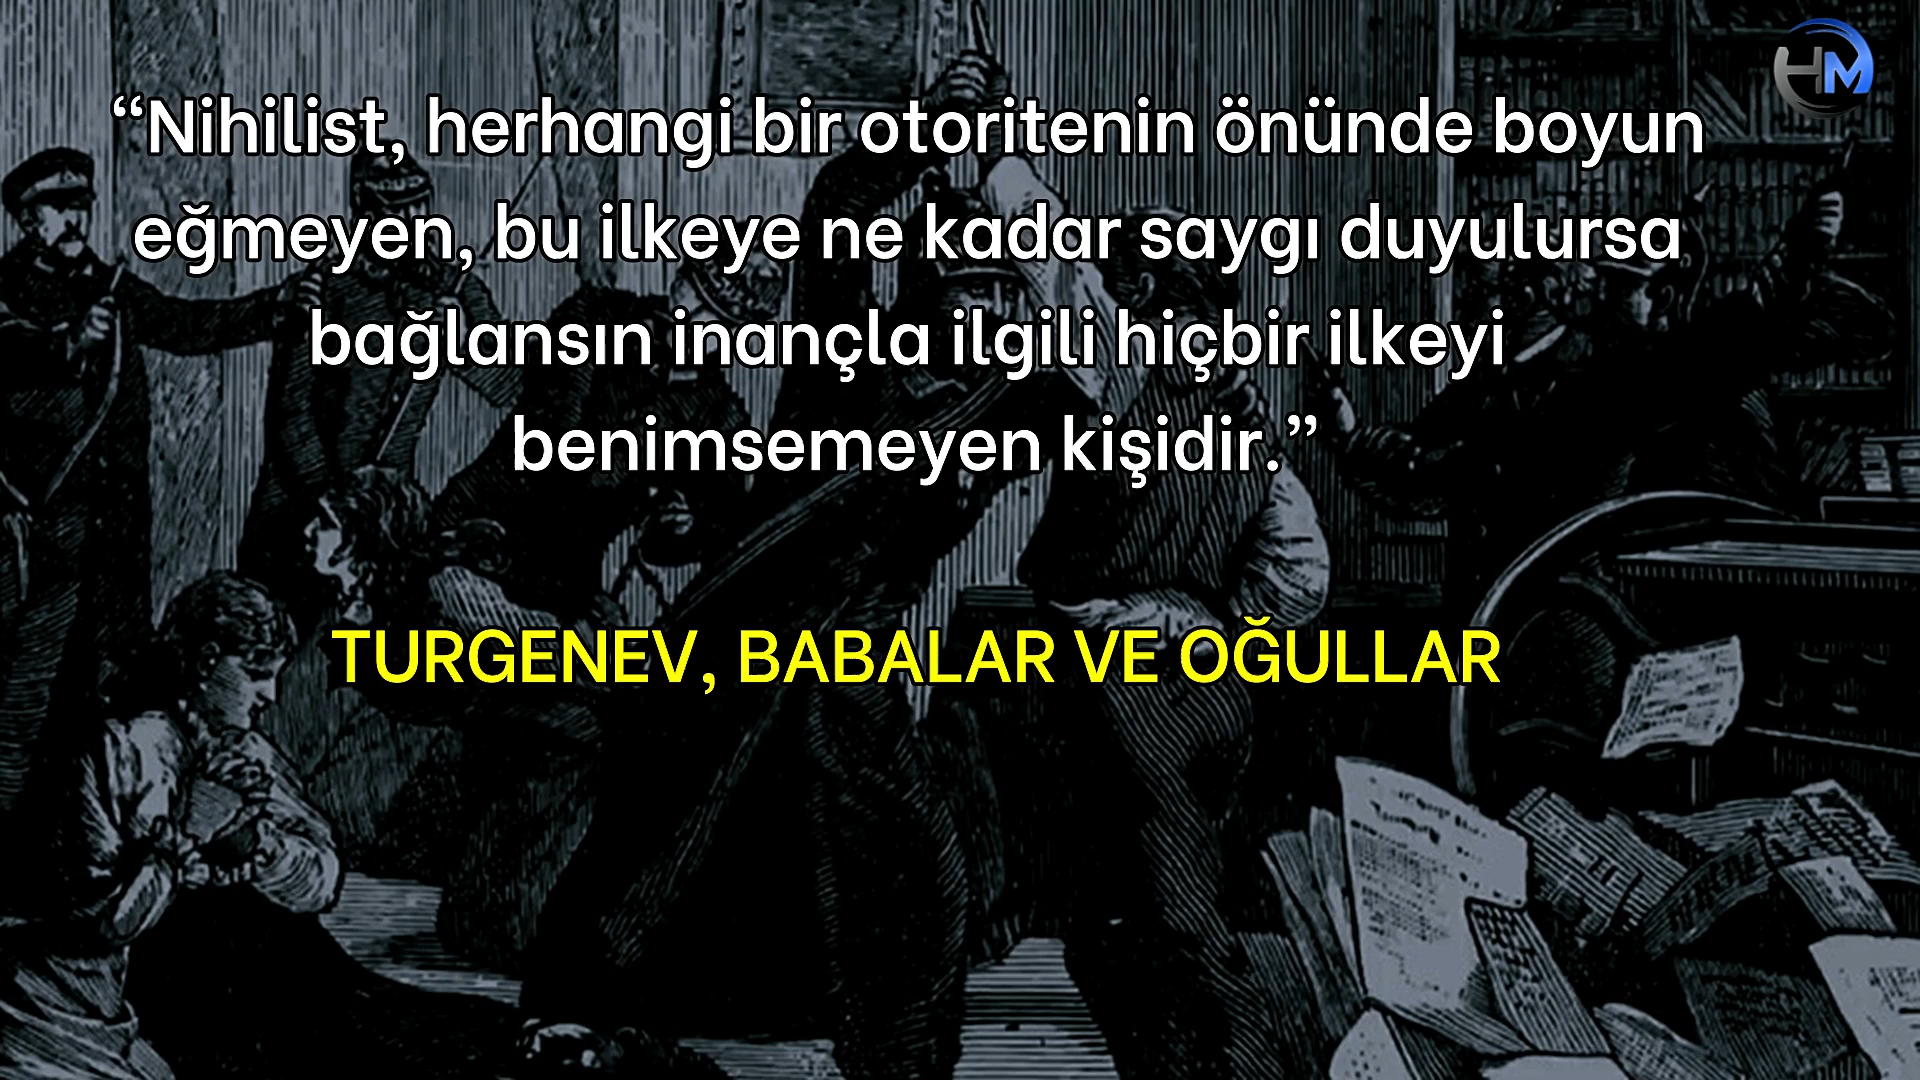 HM
“Nihilist, herhangi bir otoritenin önünde boyun
eğmeyen, bu ilkeye ne kadar saygı duyulursa
bağlansın inançla ilgili hiçbir ilkeyi
benimsemeyen kişidir.”
TURGENEV, BABALAR VE OĞULLAR